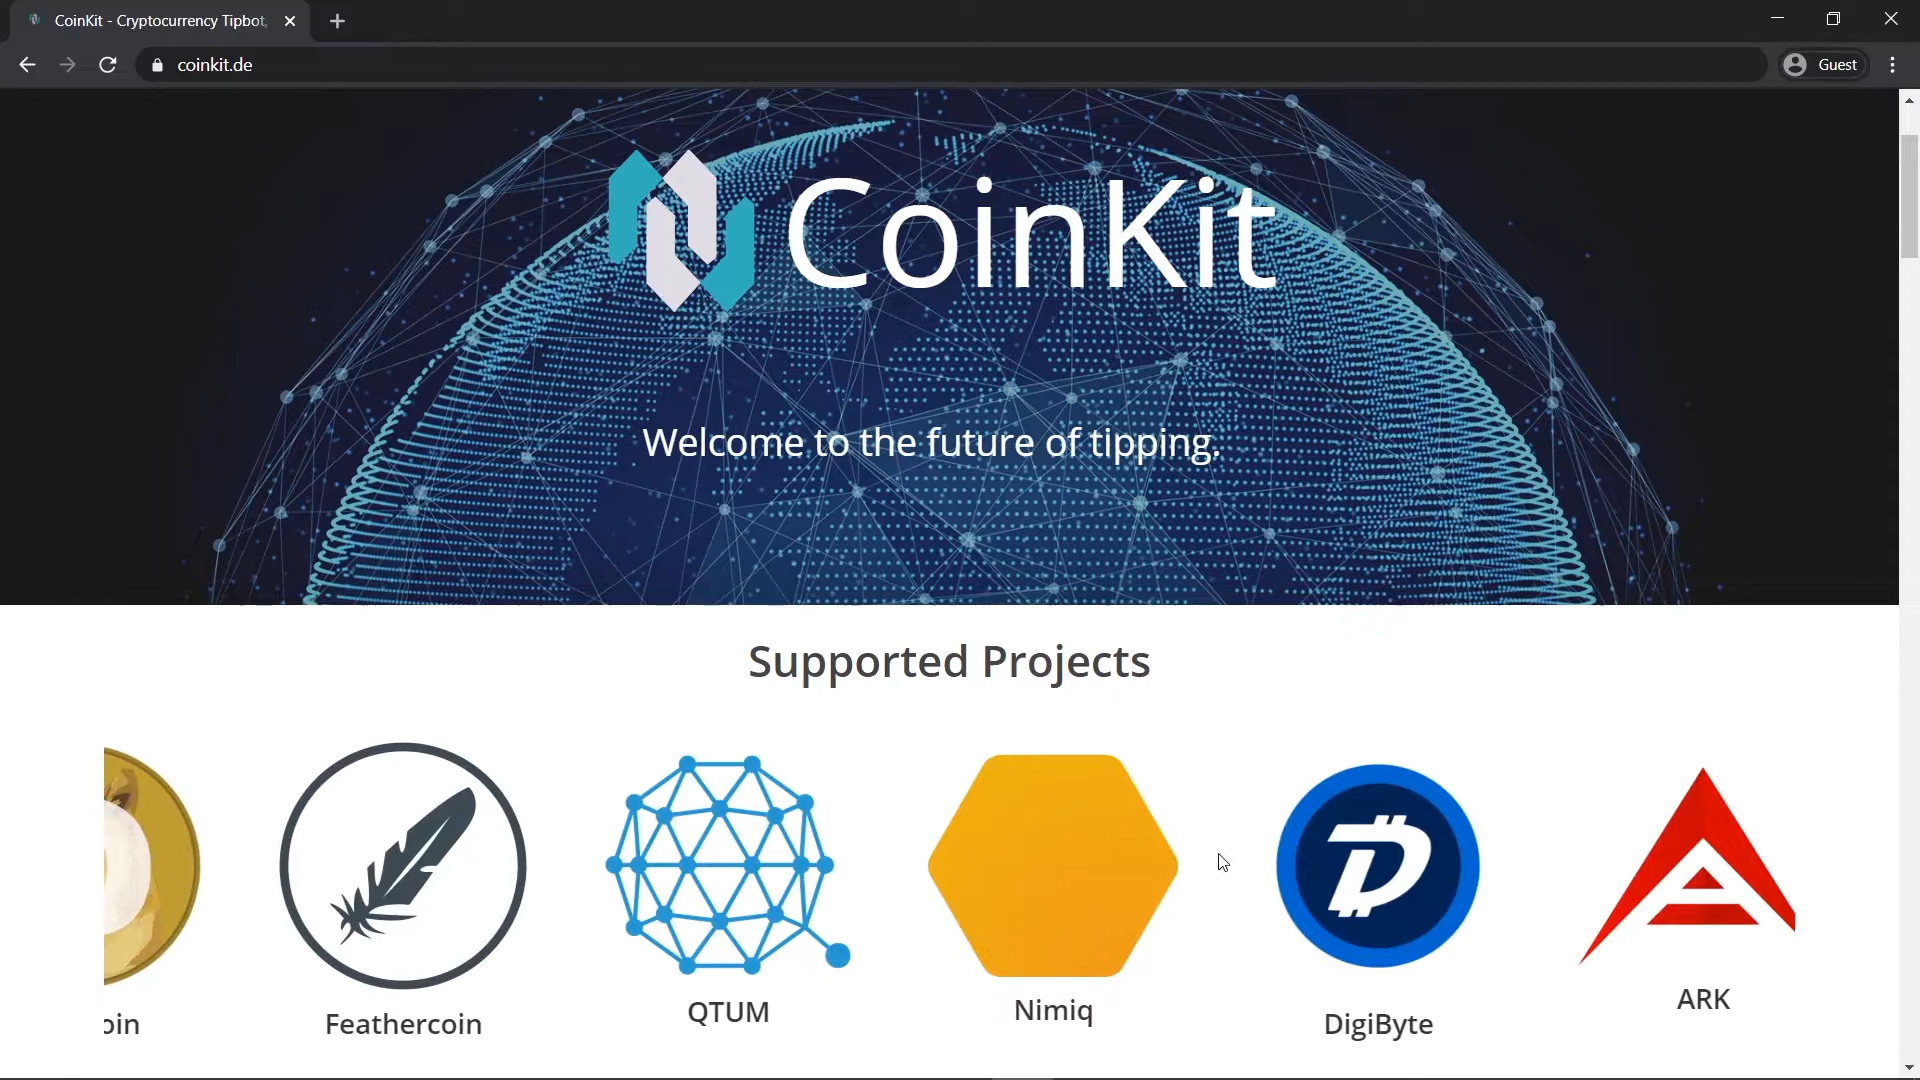 CoinKit - Cryptocurrency Tipbot,
coinkit.de
Guest
CoinKit
Welcome to the future of tipping.
Supported Projects
oin
Feathercoin
QTUM
Nimiq
DigiByte
ARK